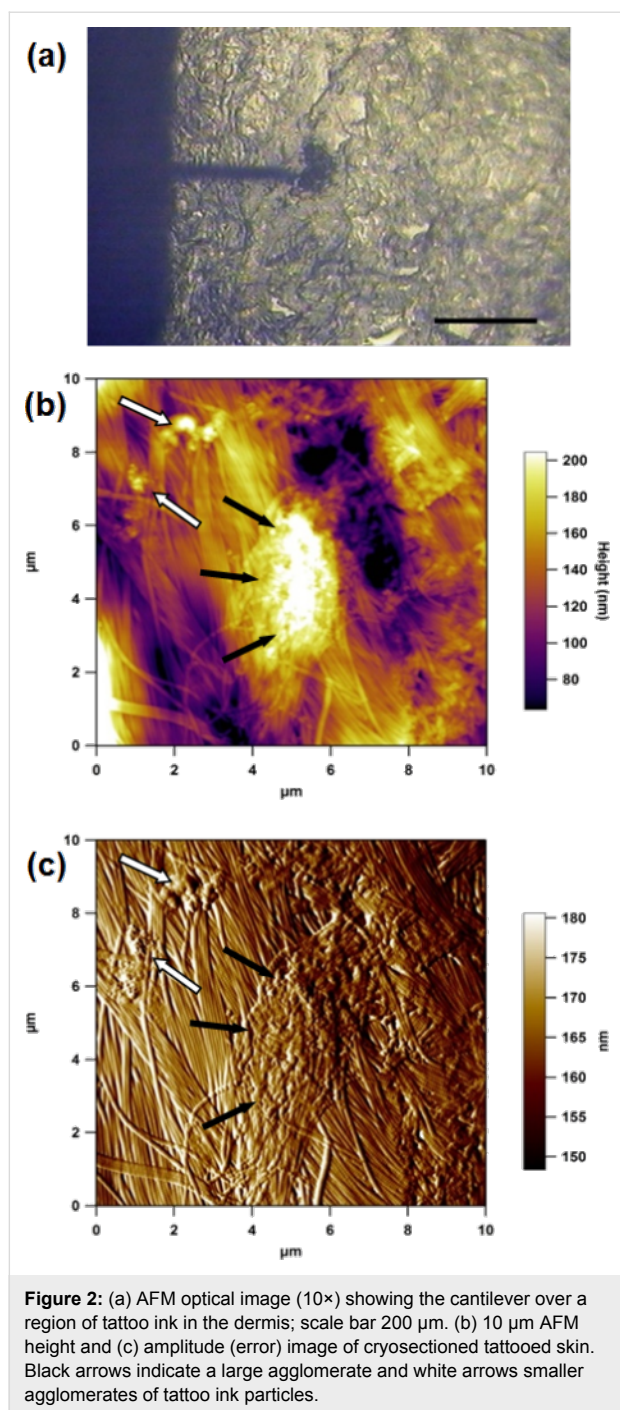 (a)
(b)
10
8
6
4
2
0
µm
0 2 4 6 8 10
µm
200
180
160
140
120
100
80
Height (nm)
(c)
10
8
6
4
2
0
µm
0 2 4 6 8 10
µm
180
175
170
165
160
155
150
nm
Figure 2: (a) AFM optical image (10×) showing the cantilever over a
region of tattoo ink in the dermis; scale bar 200 µm. (b) 10 µm AFM
height and (c) amplitude (error) image of cryosectioned tattooed skin.
Black arrows indicate a large agglomerate and white arrows smaller
agglomerates of tattoo ink particles.